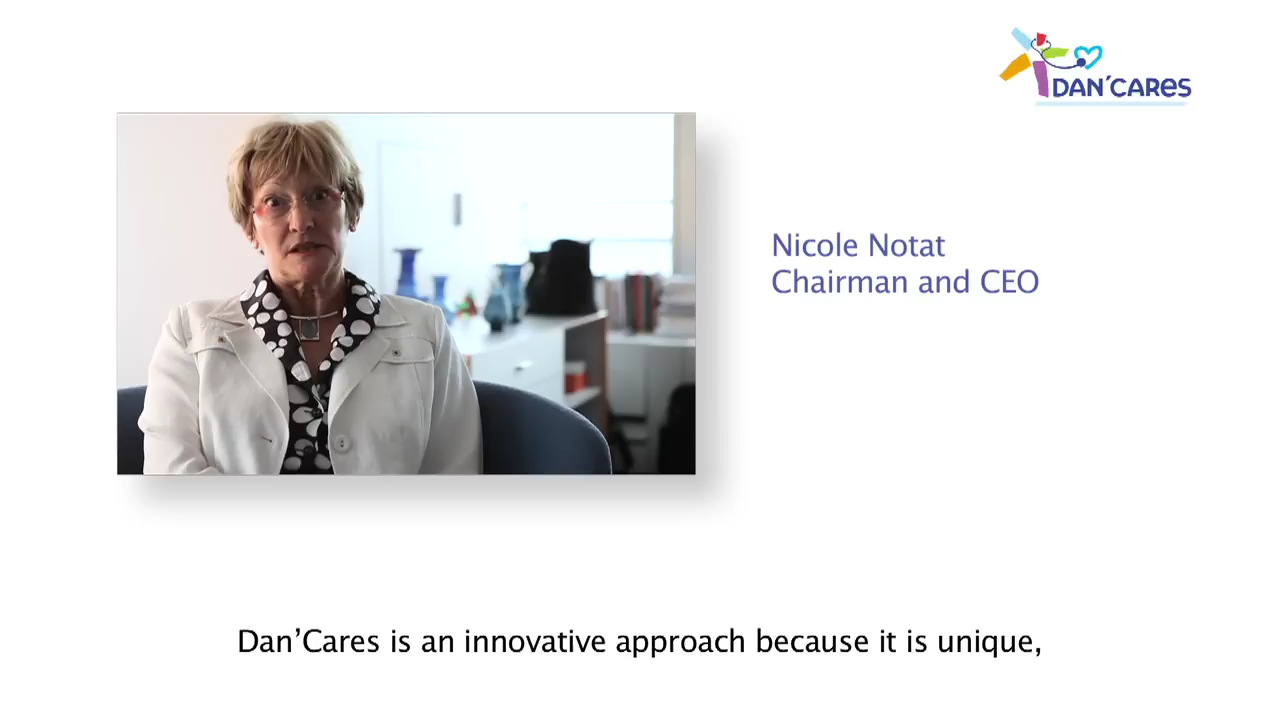 DAN'CARES
Nicole Notat
Chairman and CEO
Dan’Cares is an innovative approach because it is unique,